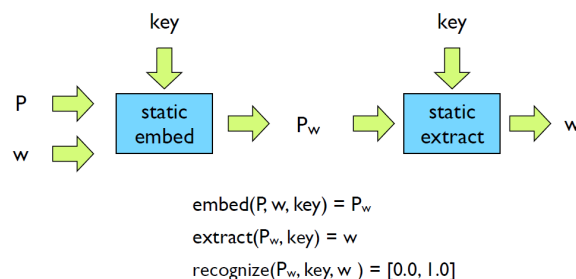 key key
P
w
static
embed
Pw
static
extract
w
embed(P, w, key) = Pw
extract(Pw, key) = w
recognize(Pw, key, w ) = [0.0, 1.0]